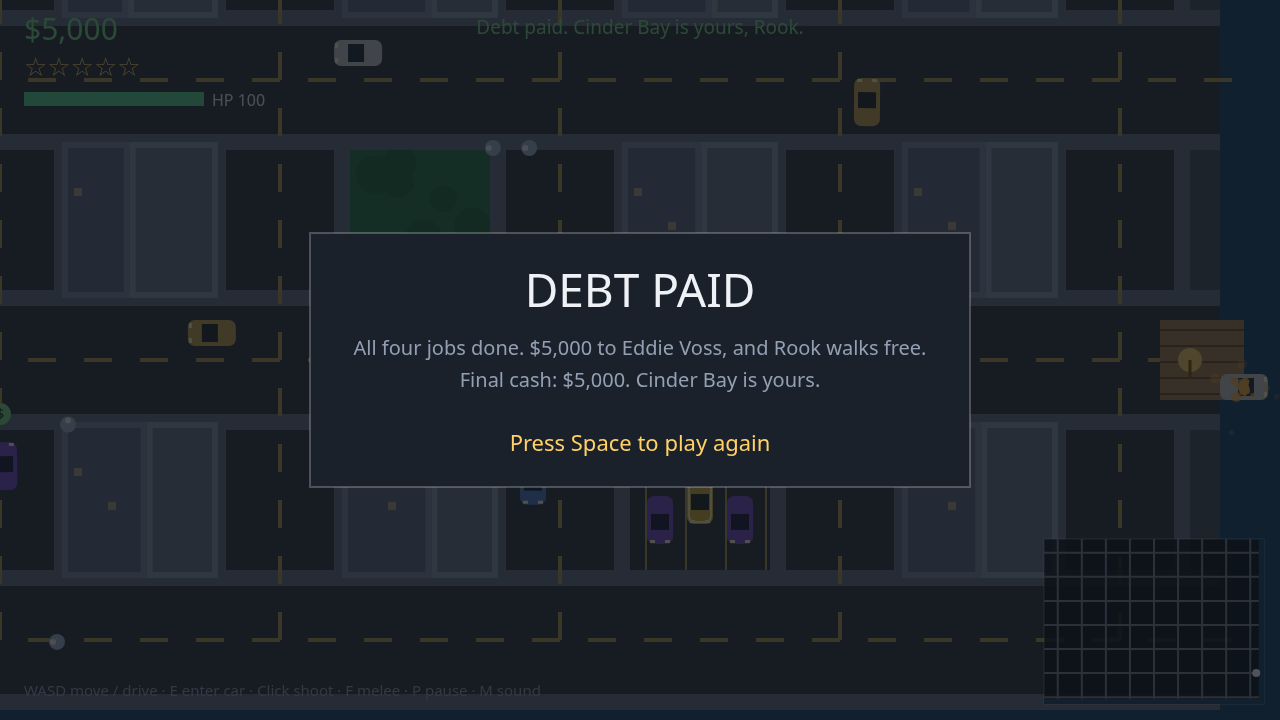 $5,000
Debt paid. Cinder Bay is yours, Rook.
☆☆☆☆☆
HP 100
DEBT PAID
All four jobs done. $5,000 to Eddie Voss, and Rook walks free.
Final cash: $5,000. Cinder Bay is yours.
Press Space to play again
WASD move / drive · E enter car · Click shoot · F melee · P pause · M sound